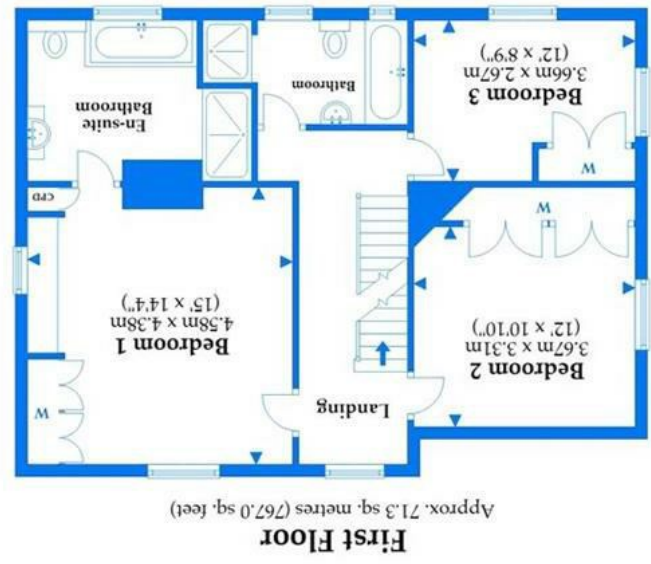 First Floor
Approx. 71.3 sq. metres (767.0 sq. feet)
Landing
W
Bedroom 2
3.67m x 3.31m
(12' x 10'10")
Bedroom 1
4.58m x 4.38m
(15' x 14'4")
W
CPD
W
Bedroom 3
3.66m x 2.67m
(12' x 8'9")
Bathroom
En-suite
Bathroom